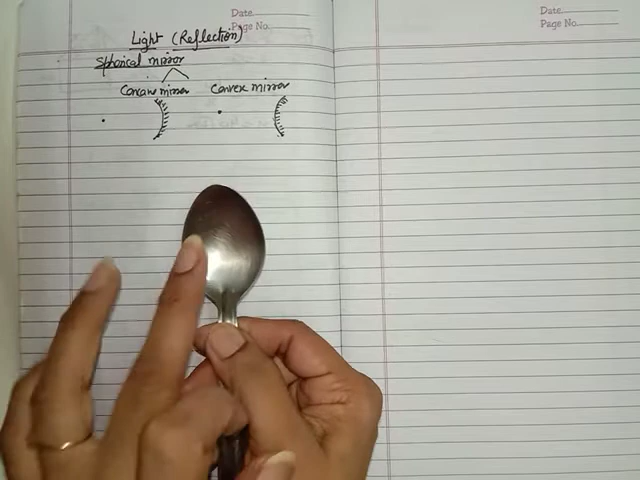 Date
Page No.
Date
Page No.
Light (Reflection)
Spherical mirror
Concave mirror Convex mirror